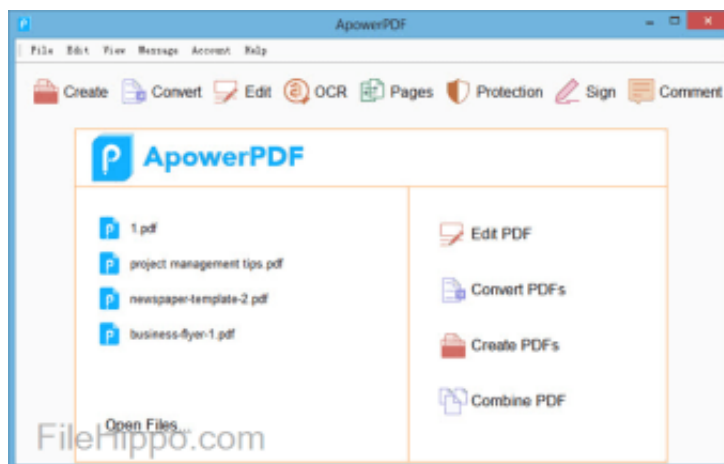 ApowerPDF
File Edit View Message Account Help
Create Convert Edit OCR Pages Protection Sign Comment
ApowerPDF
1.pdf
project management tips.pdf
newspaper-template-2.pdf
business-flyer-1.pdf
Open Files...
Edit PDF
Convert PDFs
Create PDFs
Combine PDF
FileHippo.com